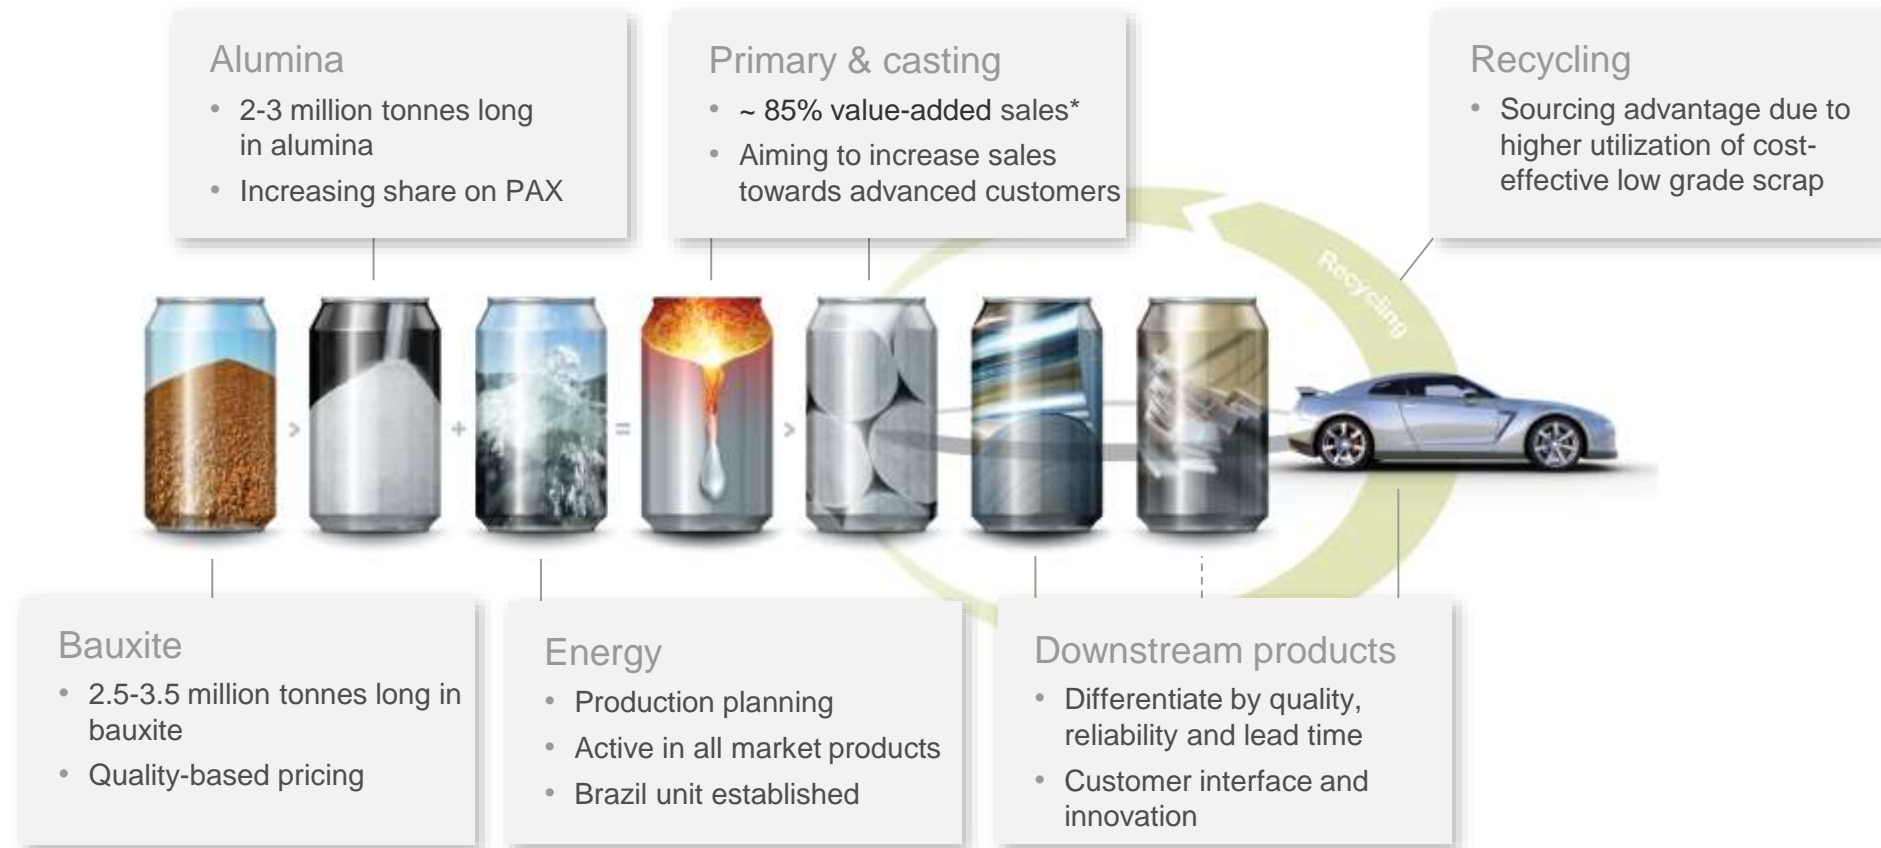 Alumina
• 2-3 million tonnes long
in alumina
• Increasing share on PAX
Primary & casting
• ~ 85% value-added sales*
• Aiming to increase sales
towards advanced customers
Recycling
• Sourcing advantage due to
higher utilization of cost-
effective low grade scrap
Recycling
>
+
=
>
Bauxite
• 2.5-3.5 million tonnes long in
bauxite
• Quality-based pricing
Energy
• Production planning
• Active in all market products
• Brazil unit established
Downstream products
• Differentiate by quality,
reliability and lead time
• Customer interface and
innovation